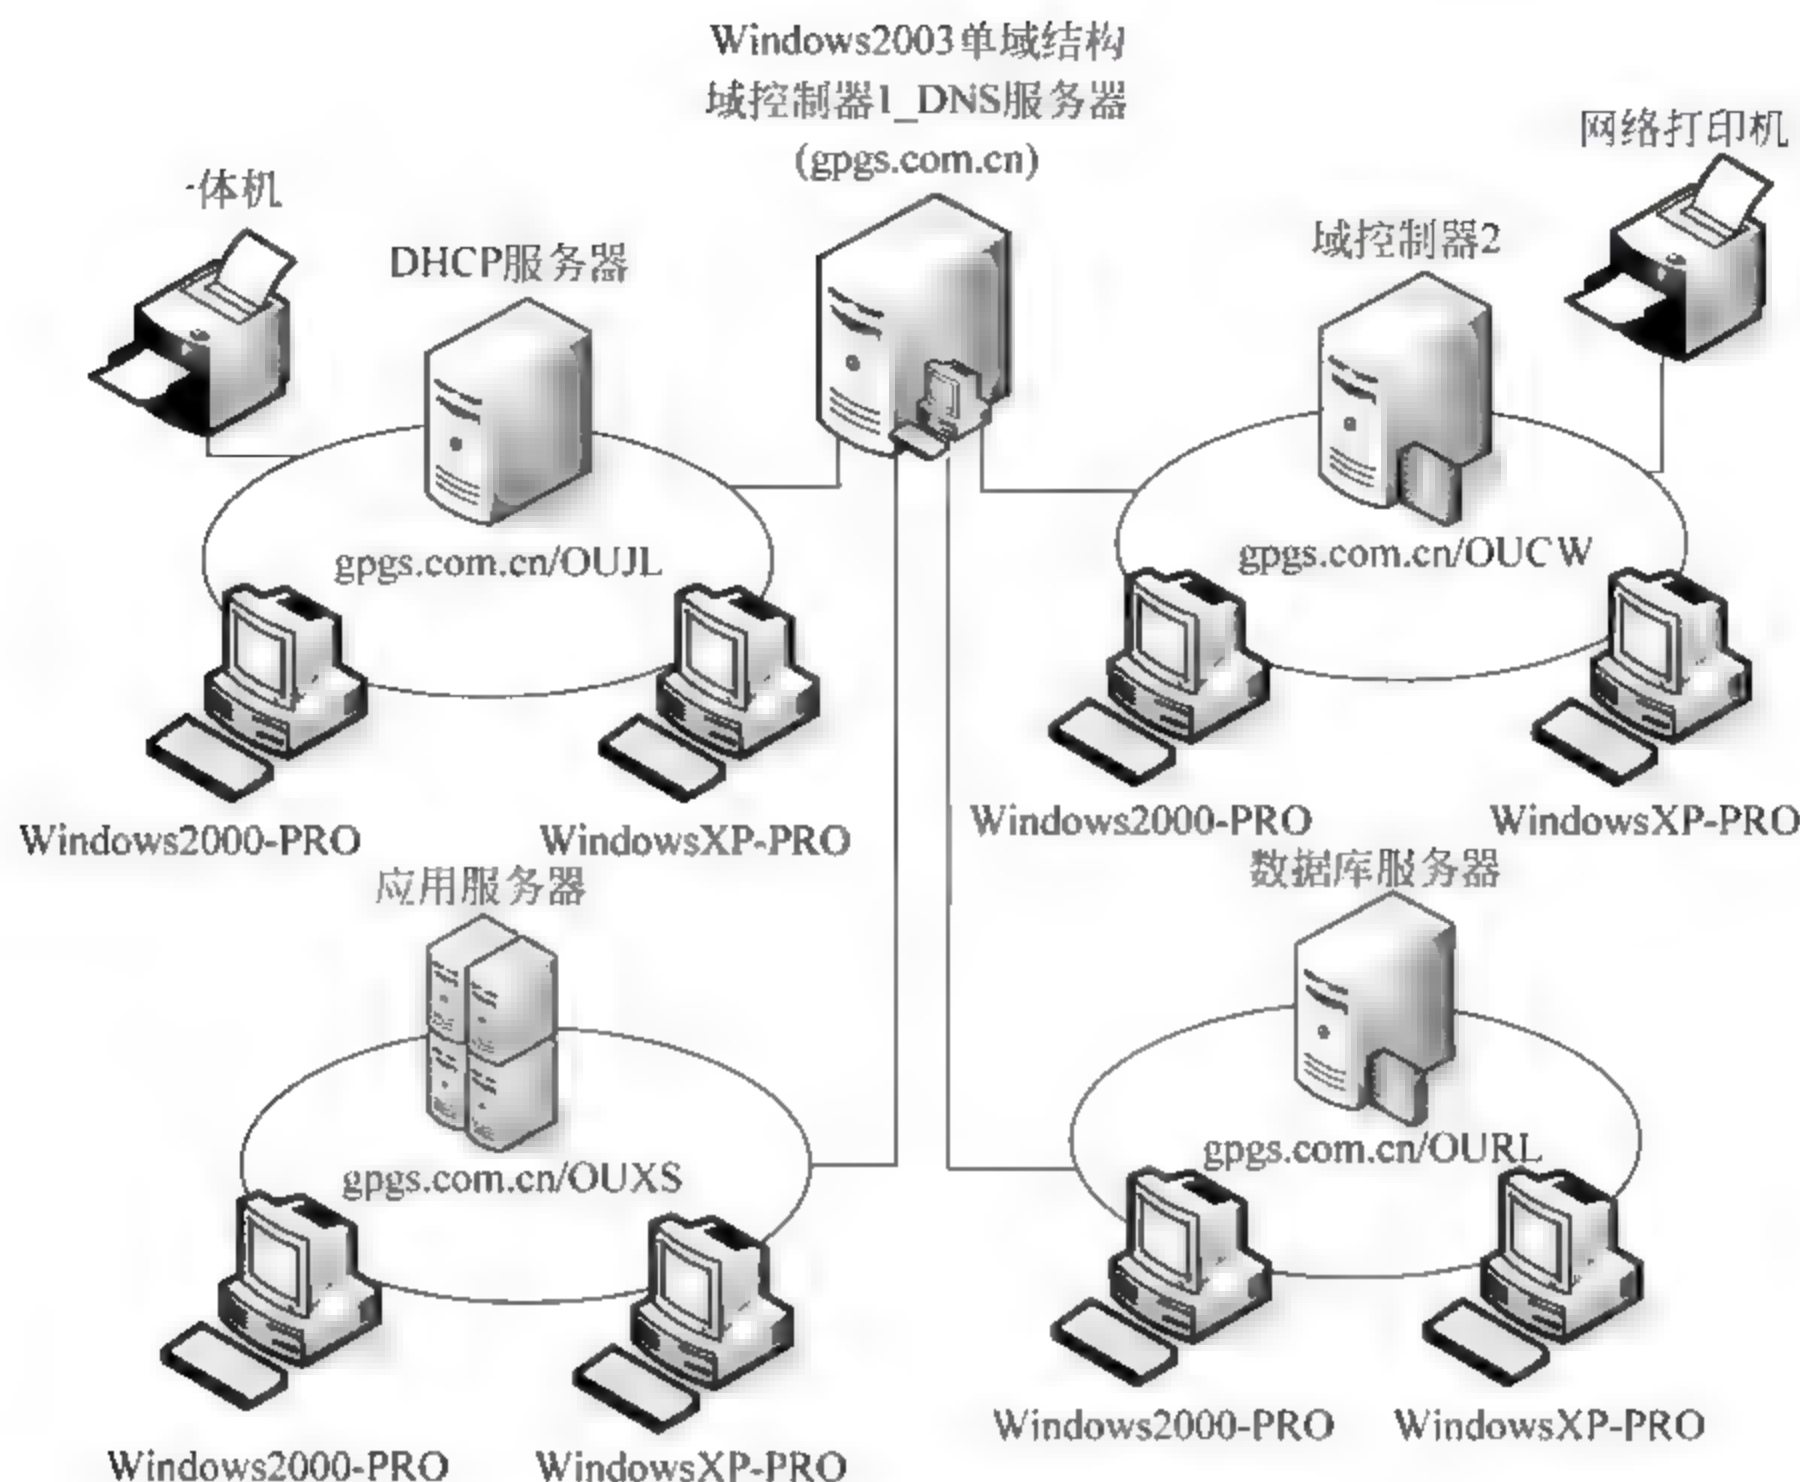 Windows2003单域结构
域控制器1_DNS服务器
(gpgs.com.cn)
网络打印机
一体机
DHCP服务器
域控制器2
gpgs.com.cn/OUJL
gpgs.com.cn/OUCW
Windows2000-PRO
WindowsXP-PRO
Windows2000-PRO
WindowsXP-PRO
应用服务器
数据库服务器
gpgs.com.cn/OUXS
gpgs.com.cn/OURL
Windows2000-PRO
WindowsXP-PRO
Windows2000-PRO
WindowsXP-PRO